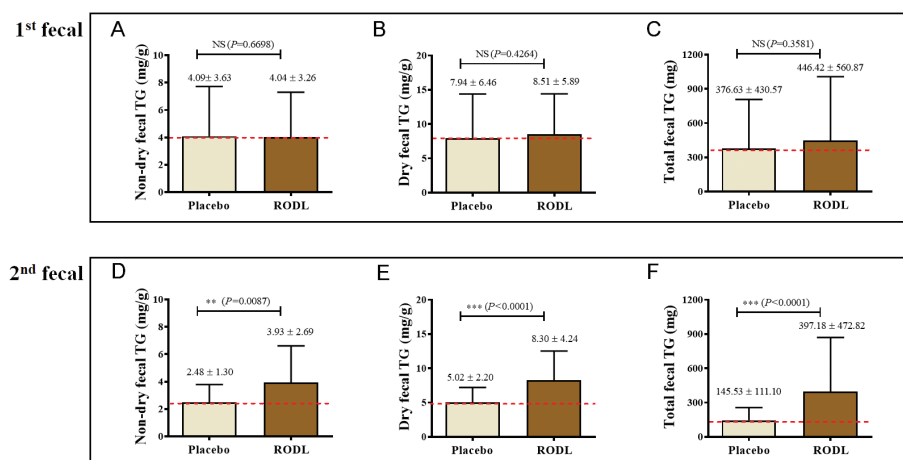 1st fecal
A
NS (P=0.6698)
4.09± 3.63
4.04 ± 3.26
Non-dry fecal TG (mg/g)
10
8
6
4
2
0
Placebo
RODL
B
NS (P=0.4264)
7.94 ± 6.46
8.51 ± 5.89
Dry fecal TG (mg/g)
20
15
10
5
0
Placebo
RODL
C
NS (P=0.3581)
446.42 ± 560.87
376.63 ± 430.57
Total fecal TG (mg)
1200
900
600
300
0
Placebo
RODL
2nd fecal
D
** (P=0.0087)
3.93 ± 2.69
2.48 ± 1.30
Non-dry fecal TG (mg/g)
10
8
6
4
2
0
Placebo
RODL
E
*** (P<0.0001)
8.30 ± 4.24
5.02 ± 2.20
Dry fecal TG (mg/g)
20
15
10
5
0
Placebo
RODL
F
*** (P<0.0001)
397.18 ± 472.82
145.53 ± 111.10
Total fecal TG (mg)
1200
900
600
300
0
Placebo
RODL